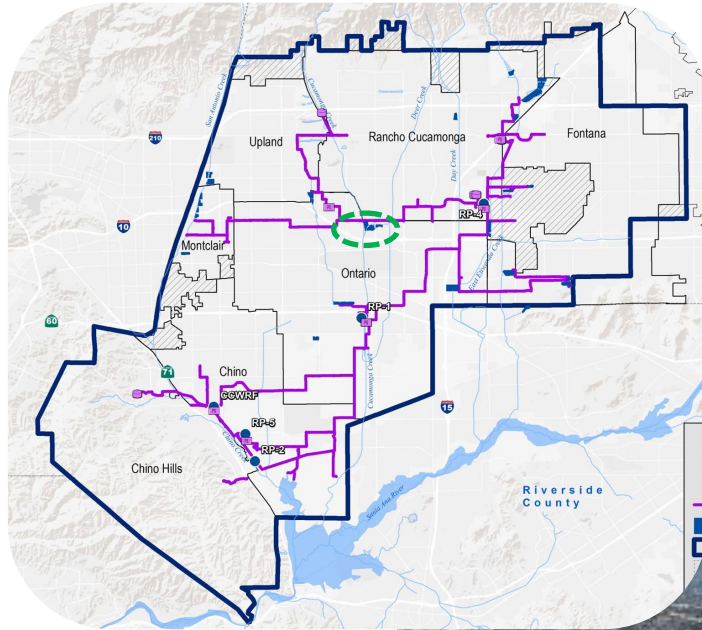 San Antonio Creek
Cucamonga Creek
Deer Creek
210
Upland
Rancho Cucamonga
Fontana
Day Creek
RP-4
10
Montclair
Ontario
East Etiwanda Creek
RP-1
60
71
Chino
Cucamonga Creek
CCWRF
15
RP-5
RP-2
Chino Creek
Chino Hills
Santa Ana River
Riverside
County